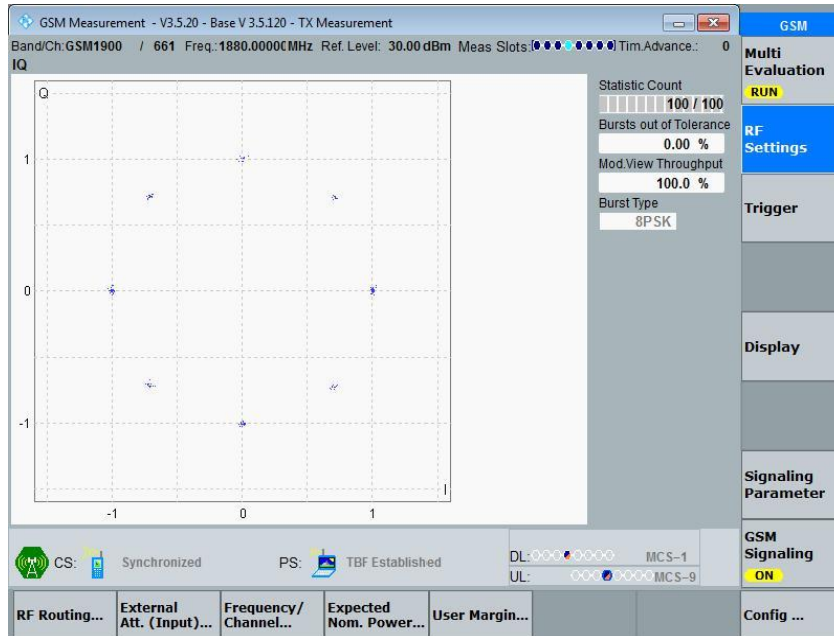 GSM Measurement - V3.5.20 - Base V 3.5.120 - TX Measurement
GSM
Band/Ch:GSM1900 / 661 Freq.:1880.0000 MHz Ref. Level: 30.00 dBm Meas Slots: Tim.Advance.: 0
IQ
Multi
Evaluation
RUN
Q
Statistic Count
100 / 100
Bursts out of Tolerance
0.00 %
Mod.View Throughput
100.0 %
Burst Type
8PSK
RF
Settings
Trigger
Display
Signaling
Parameter
GSM
Signaling
ON
1
0
-1
I
-1 0 1
CS: Synchronized PS: TBF Established DL: MCS-1
UL: MCS-9
RF Routing...
External
Att. (Input)...
Frequency/
Channel...
Expected
Nom. Power...
User Margin...
Config ...